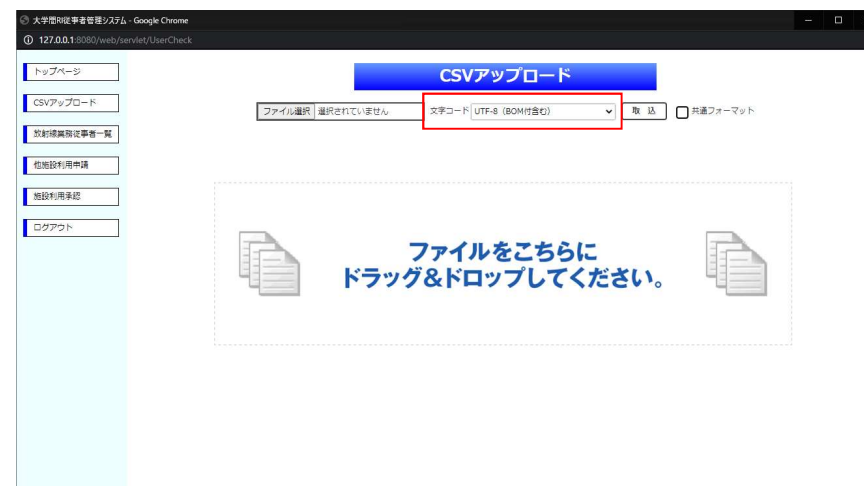 大学間RI従事者管理システム - Google Chrome
127.0.0.1:8080/web/servlet/UserCheck
トップページ
CSVアップロード
放射線業務従事者一覧
他施設利用申請
施設利用承認
ログアウト
CSVアップロード
ファイル選択 選択されていません 文字コード UTF-8（BOM付含む） 取 込 共通フォーマット
ファイルをこちらに
ドラッグ&ドロップしてください。